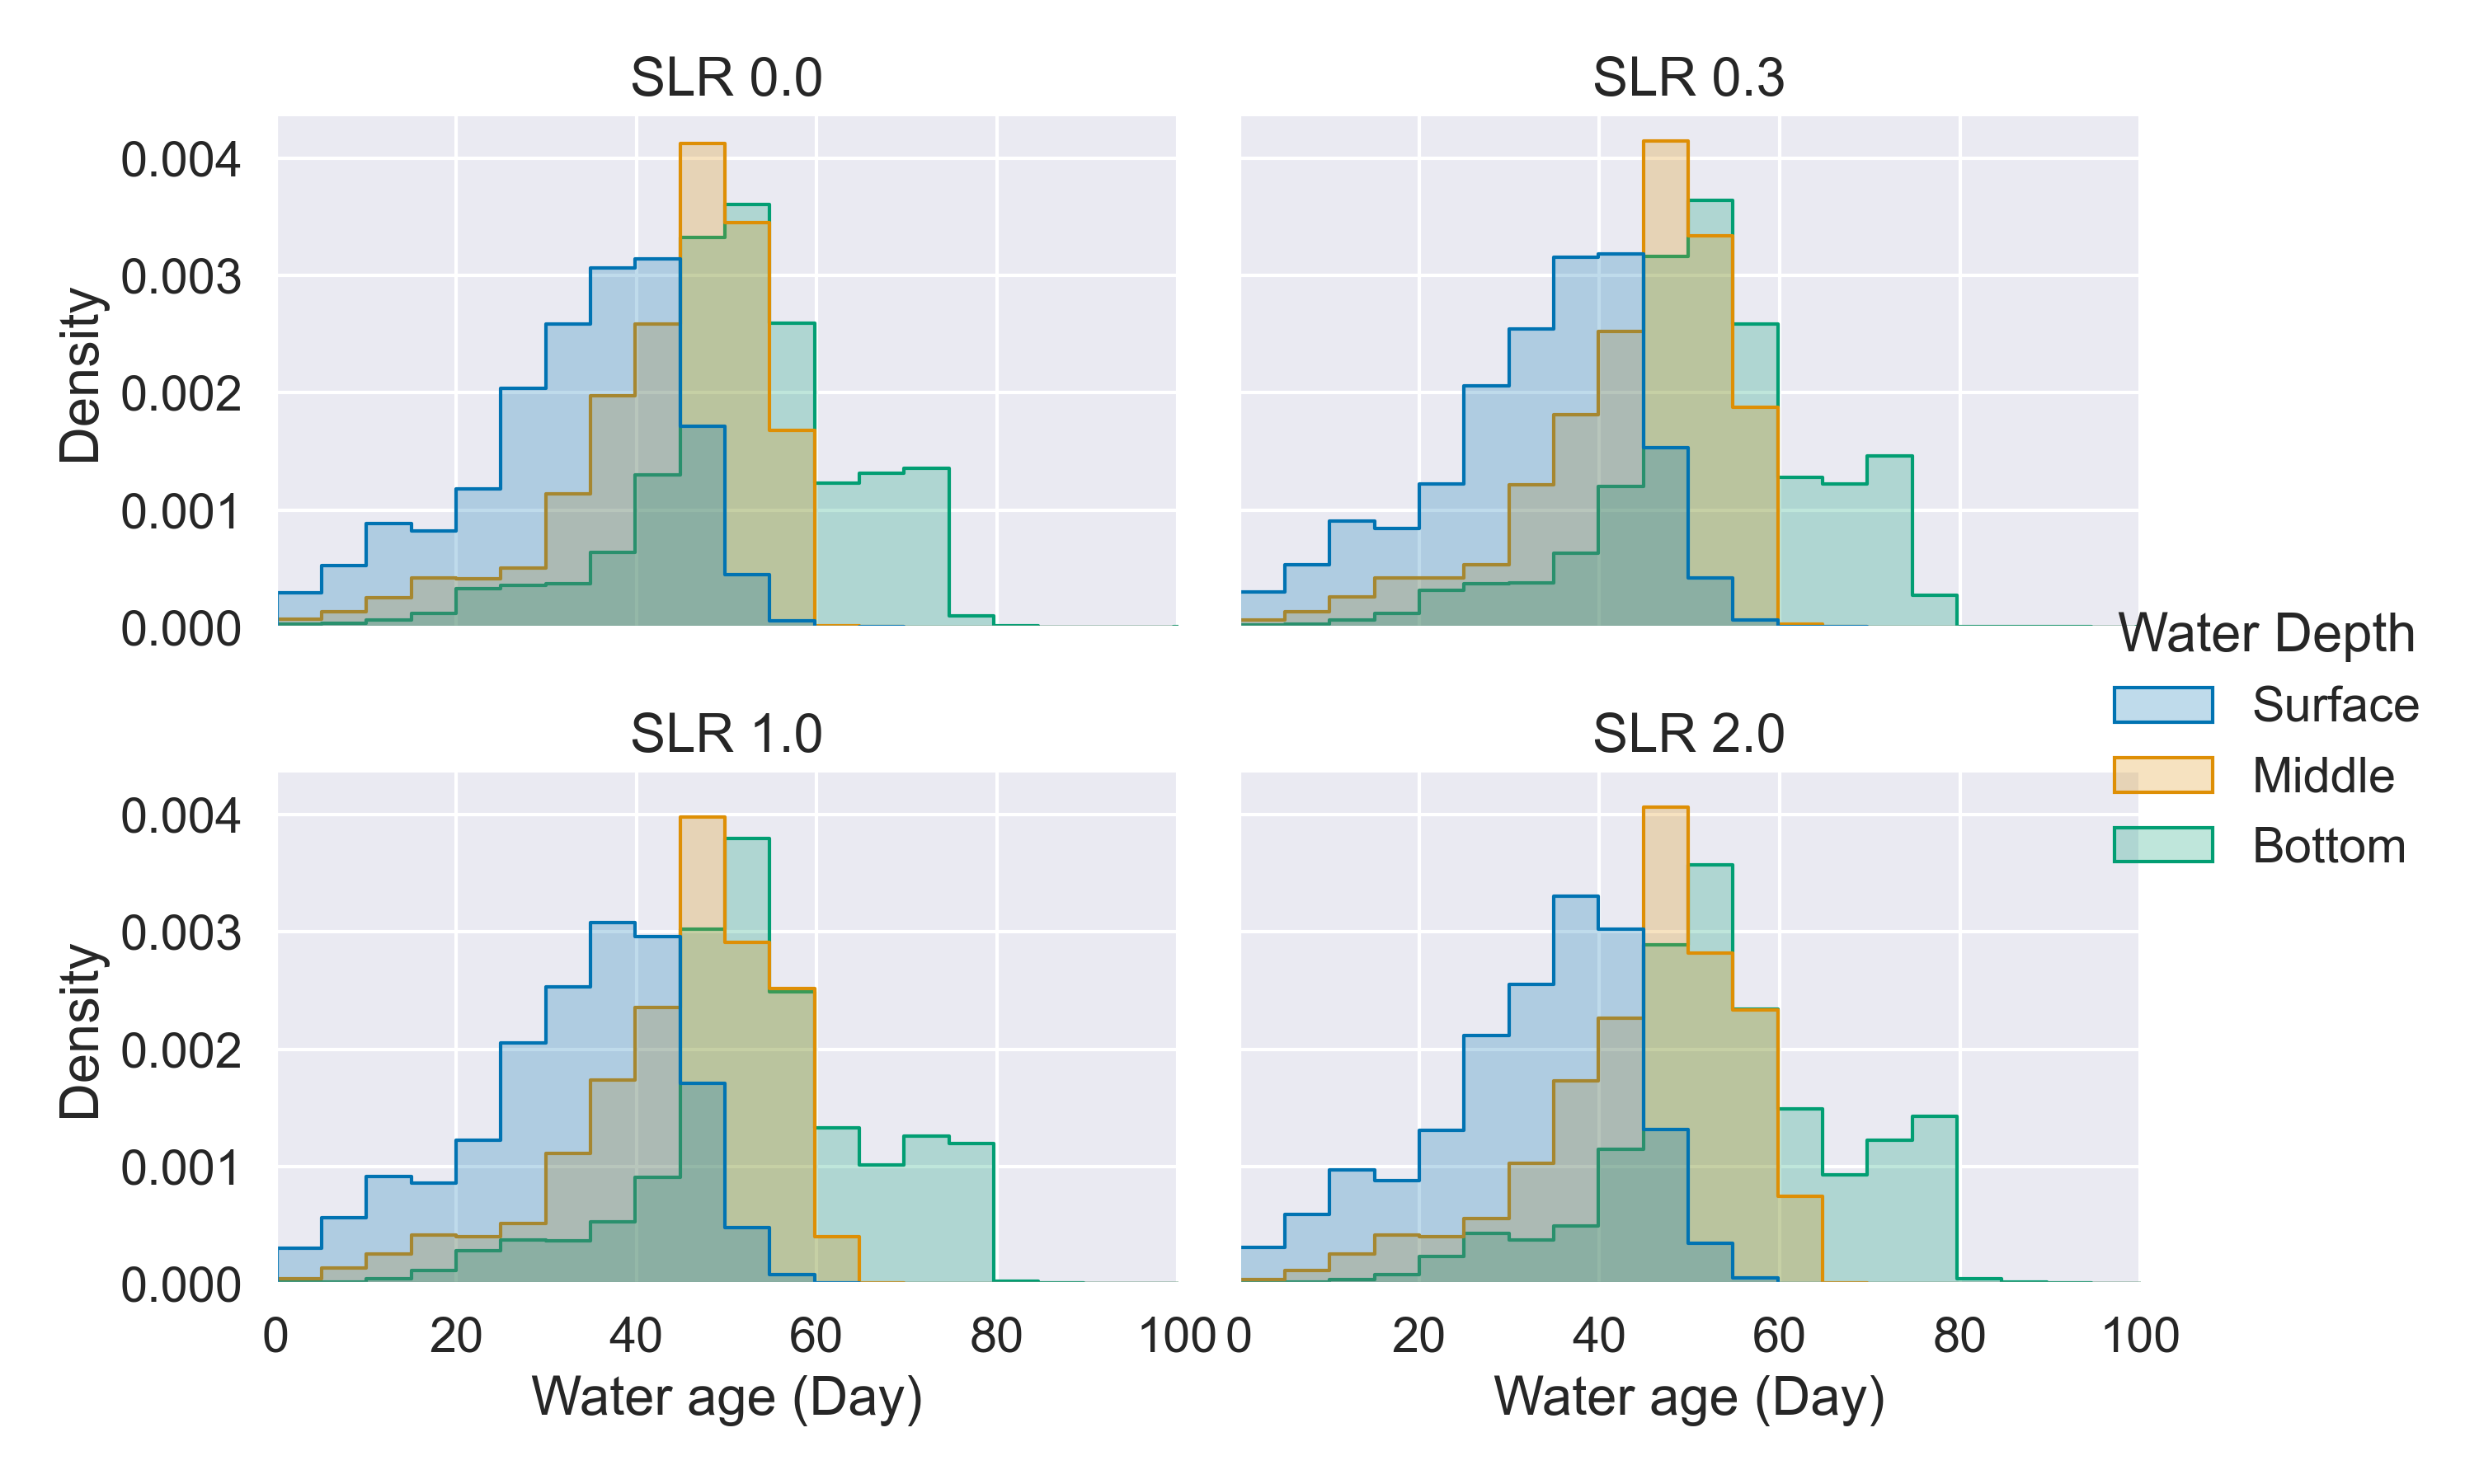 SLR 0.0
SLR 0.3
0.004
0.003
0.002
0.001
0.000
Density
Water Depth
Surface
Middle
Bottom
SLR 1.0
SLR 2.0
0.004
0.003
0.002
0.001
0.000
Density
0 20 40 60 80 100
0 20 40 60 80 100
Water age (Day)
Water age (Day)